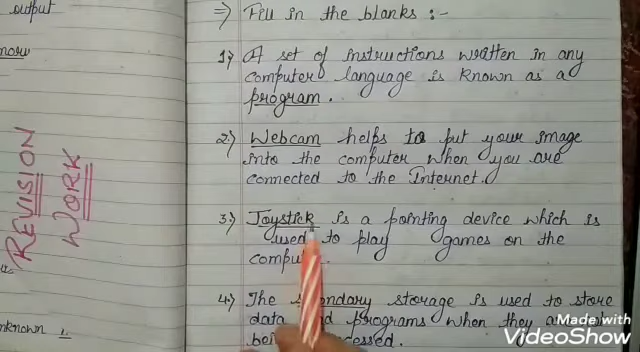 output
REVISION
WORK
⇒ Fill in the blanks :-
1) A set of instructions written in any
computer language is known as a
program.
2) Webcam helps to put your image
into the computer when you are
connected to the Internet.
3) Joystick is a pointing device which is
used to play games on the
4) The storage is used to store
data programs when they are
Made with
VideoShow